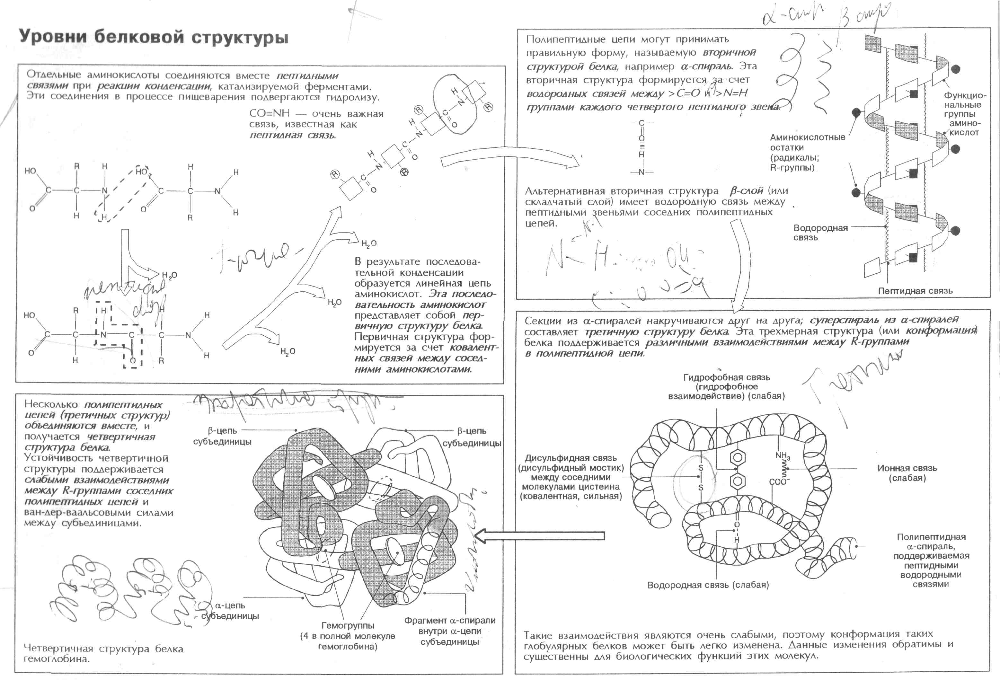 Уровни белковой структуры
Отдельные аминокислоты соединяются вместе пептидными
связями при реакции конденсации, катализируемой ферментами.
Эти соединения в процессе пищеварения подвергаются гидролизу.
CO=NH — очень важная
связь, известная как
пептидная связь.
HO R H HO H H
C C N C C N
O H H O R H
H₂O
HO R H H H
C C N C C N
O H O R H
R R R R
H N C O
H N C O
H N C O
H₂O
H₂O
H₂O
В результате последова-
тельной конденсации
образуется линейная цепь
аминокислот. Эта последо-
вательность аминокислот
представляет собой пер-
вичную структуру белка.
Первичная структура фор-
мируется за счет ковалент-
ных связей между сосед-
ними аминокислотами.
α-спир β спир
Полипептидные цепи могут принимать
правильную форму, называемую вторичной
структурой белка, например α-спираль. Эта
вторичная структура формируется за счет
водородных связей между >C=O и >N=H
группами каждого четвертого пептидного звена.
—C—
O
H
—N—
Альтернативная вторичная структура β-слой (или
складчатый слой) имеет водородную связь между
пептидными звеньями соседних полипептидных
цепей.
Функцио-
нальные
группы
амино-
кислот
Аминокислотные
остатки
(радикалы;
R-группы)
Водородная
связь
Пептидная связь
Секции из α-спиралей накручиваются друг на друга; суперспираль из α-спиралей
составляет третичную структуру белка. Эта трехмерная структура (или конформация)
белка поддерживается различными взаимодействиями между R-группами
в полипептидной цепи.
Гидрофобная связь
(гидрофобное
взаимодействие) (слабая)
Дисульфидная связь
(дисульфидный мостик)
между соседними
молекулами цистеина
(ковалентная, сильная)
S
S
NH₃
COO⁻
O
H
Ионная связь
(слабая)
Водородная связь (слабая)
Полипептидная
α-спираль,
поддерживаемая
пептидными
водородными
связями
Такие взаимодействия являются очень слабыми, поэтому конформация таких
глобулярных белков может быть легко изменена. Данные изменения обратимы и
существенны для биологических функций этих молекул.
Несколько полипептидных
цепей (третичных структур)
объединяются вместе, и
получается четвертичная
структура белка.
Устойчивость четвертичной
структуры поддерживается
слабыми взаимодействиями
между R-группами соседних
полипептидных цепей и
ван-дер-ваальсовыми силами
между субъединицами.
β-цепь
субъединицы
β-цепь
субъединицы
α-цепь
субъединицы
Гемогруппы
(4 в полной молекуле
гемоглобина)
Фрагмент α-спирали
внутри α-цепи
субъединицы
Четвертичная структура белка
гемоглобина.